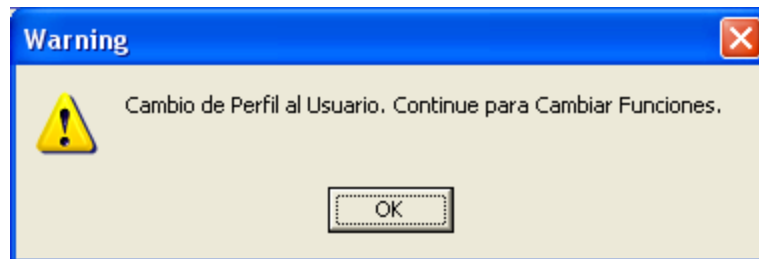 Warning
Cambio de Perfil al Usuario. Continue para Cambiar Funciones.
OK